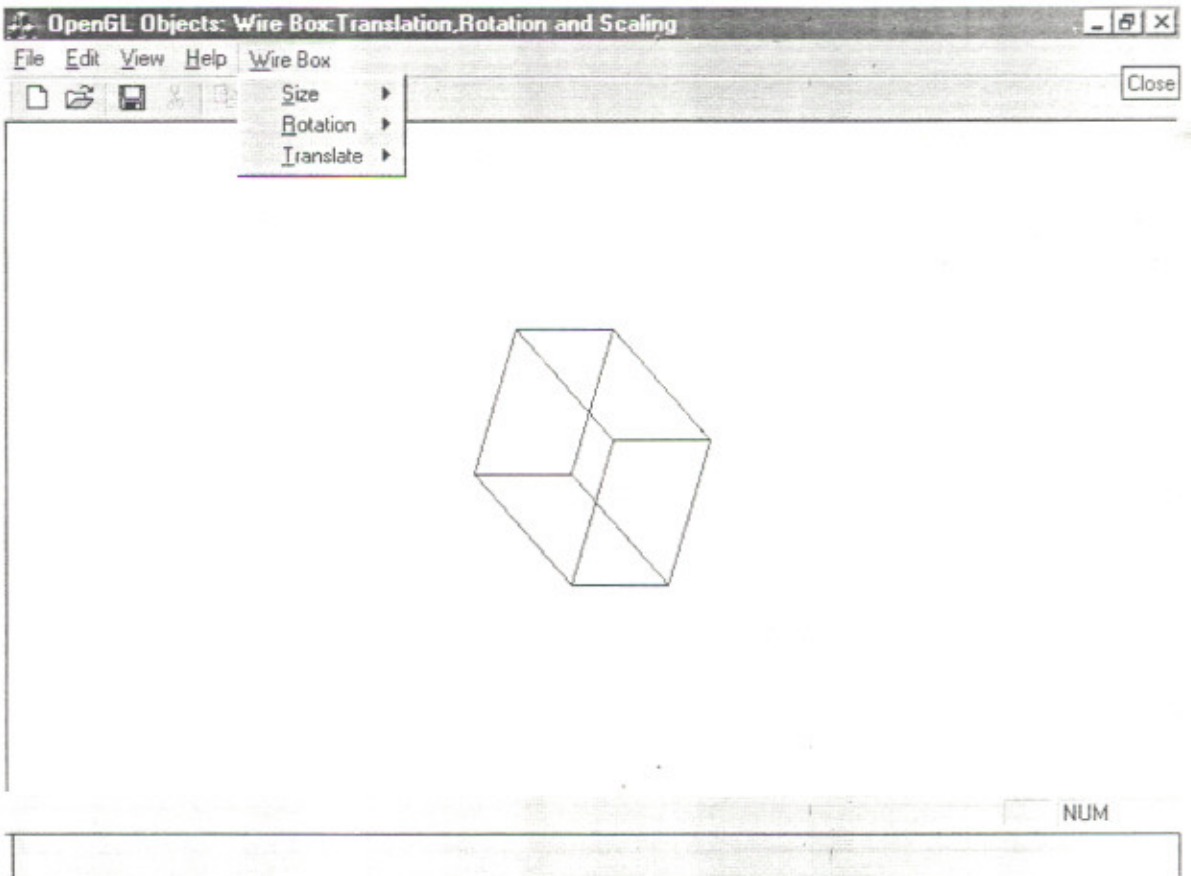 OpenGL Objects: Wire Box:Translation,Rotation and Scaling
File Edit View Help Wire Box
Close
Size
Rotation
Translate
NUM